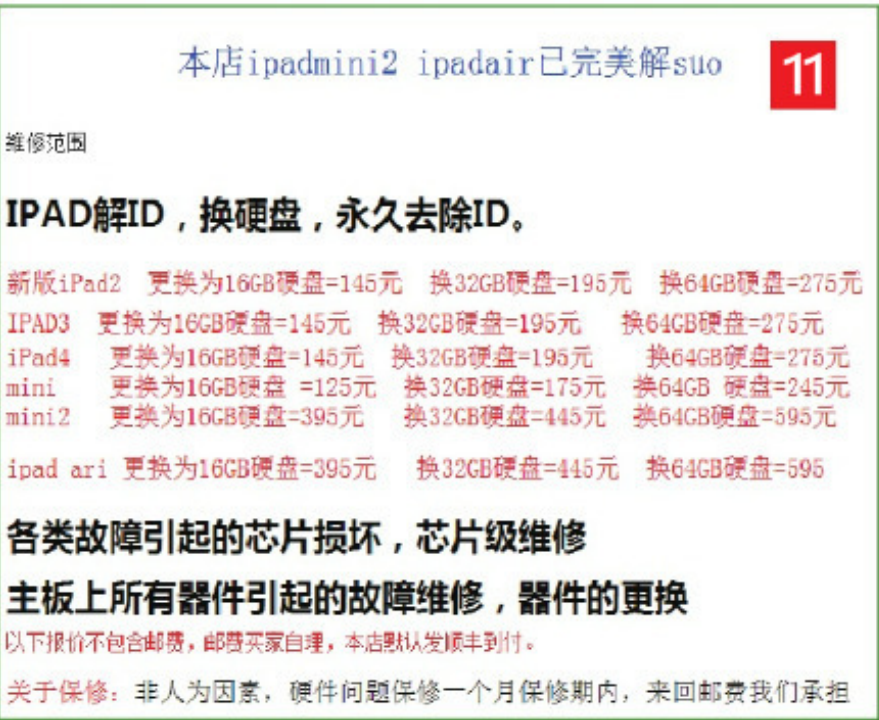 本店ipadmini2 ipadair已完美解suo
11
维修范围
IPAD解ID，换硬盘，永久去除ID。
新版iPad2 更换为16GB硬盘=145元 换32GB硬盘=195元 换64GB硬盘=275元
IPAD3 更换为16GB硬盘=145元 换32GB硬盘=195元 换64GB硬盘=275元
iPad4 更换为16GB硬盘=145元 换32GB硬盘=195元 换64GB硬盘=275元
mini 更换为16GB硬盘 =125元 换32GB硬盘=175元 换64GB 硬盘=245元
mini2 更换为16GB硬盘=395元 换32GB硬盘=445元 换64GB硬盘=595元
ipad ari 更换为16GB硬盘=395元 换32GB硬盘=445元 换64GB硬盘=595
各类故障引起的芯片损坏，芯片级维修
主板上所有器件引起的故障维修，器件的更换
以下报价不包含邮费，邮费买家自理，本店默认发顺丰到付。
关于保修：非人为因素，硬件问题保修一个月保修期内，来回邮费我们承担